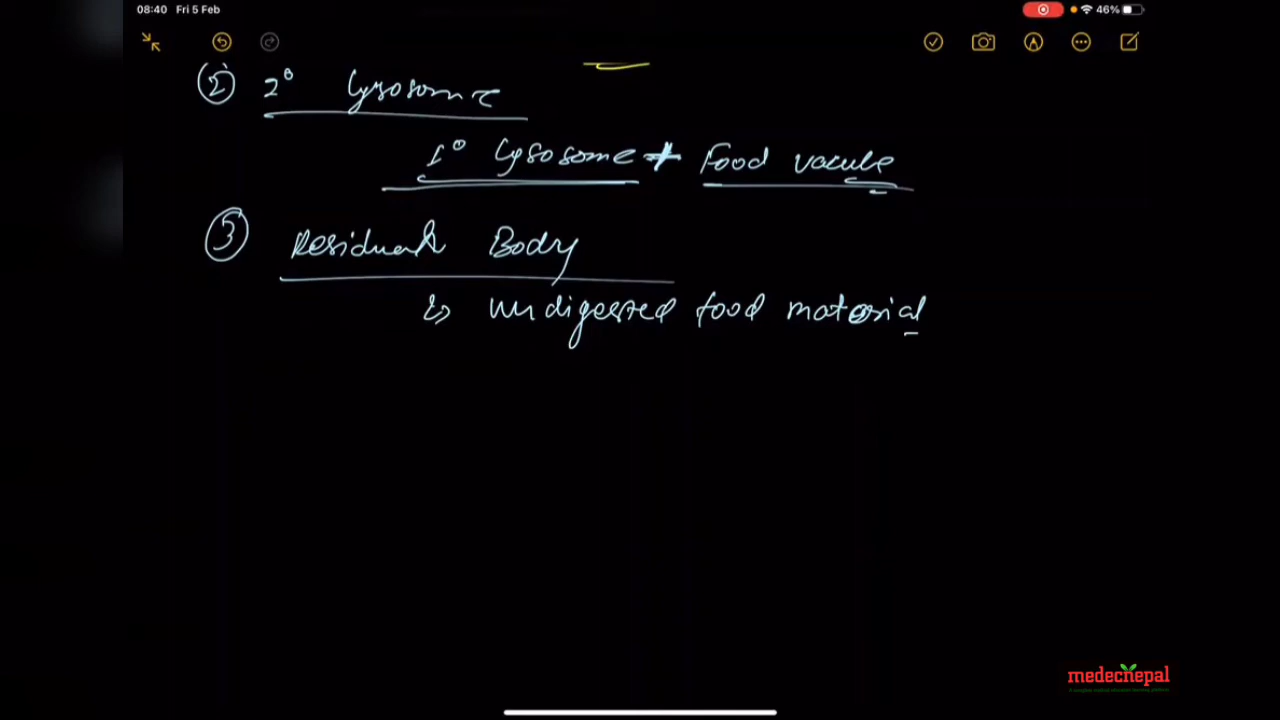 08:40 Fri 5 Feb
46%
② 2° Lysosome
1° Lysosome + Food vacule
③ Residual Body
↳ undigested food material
medecnepal